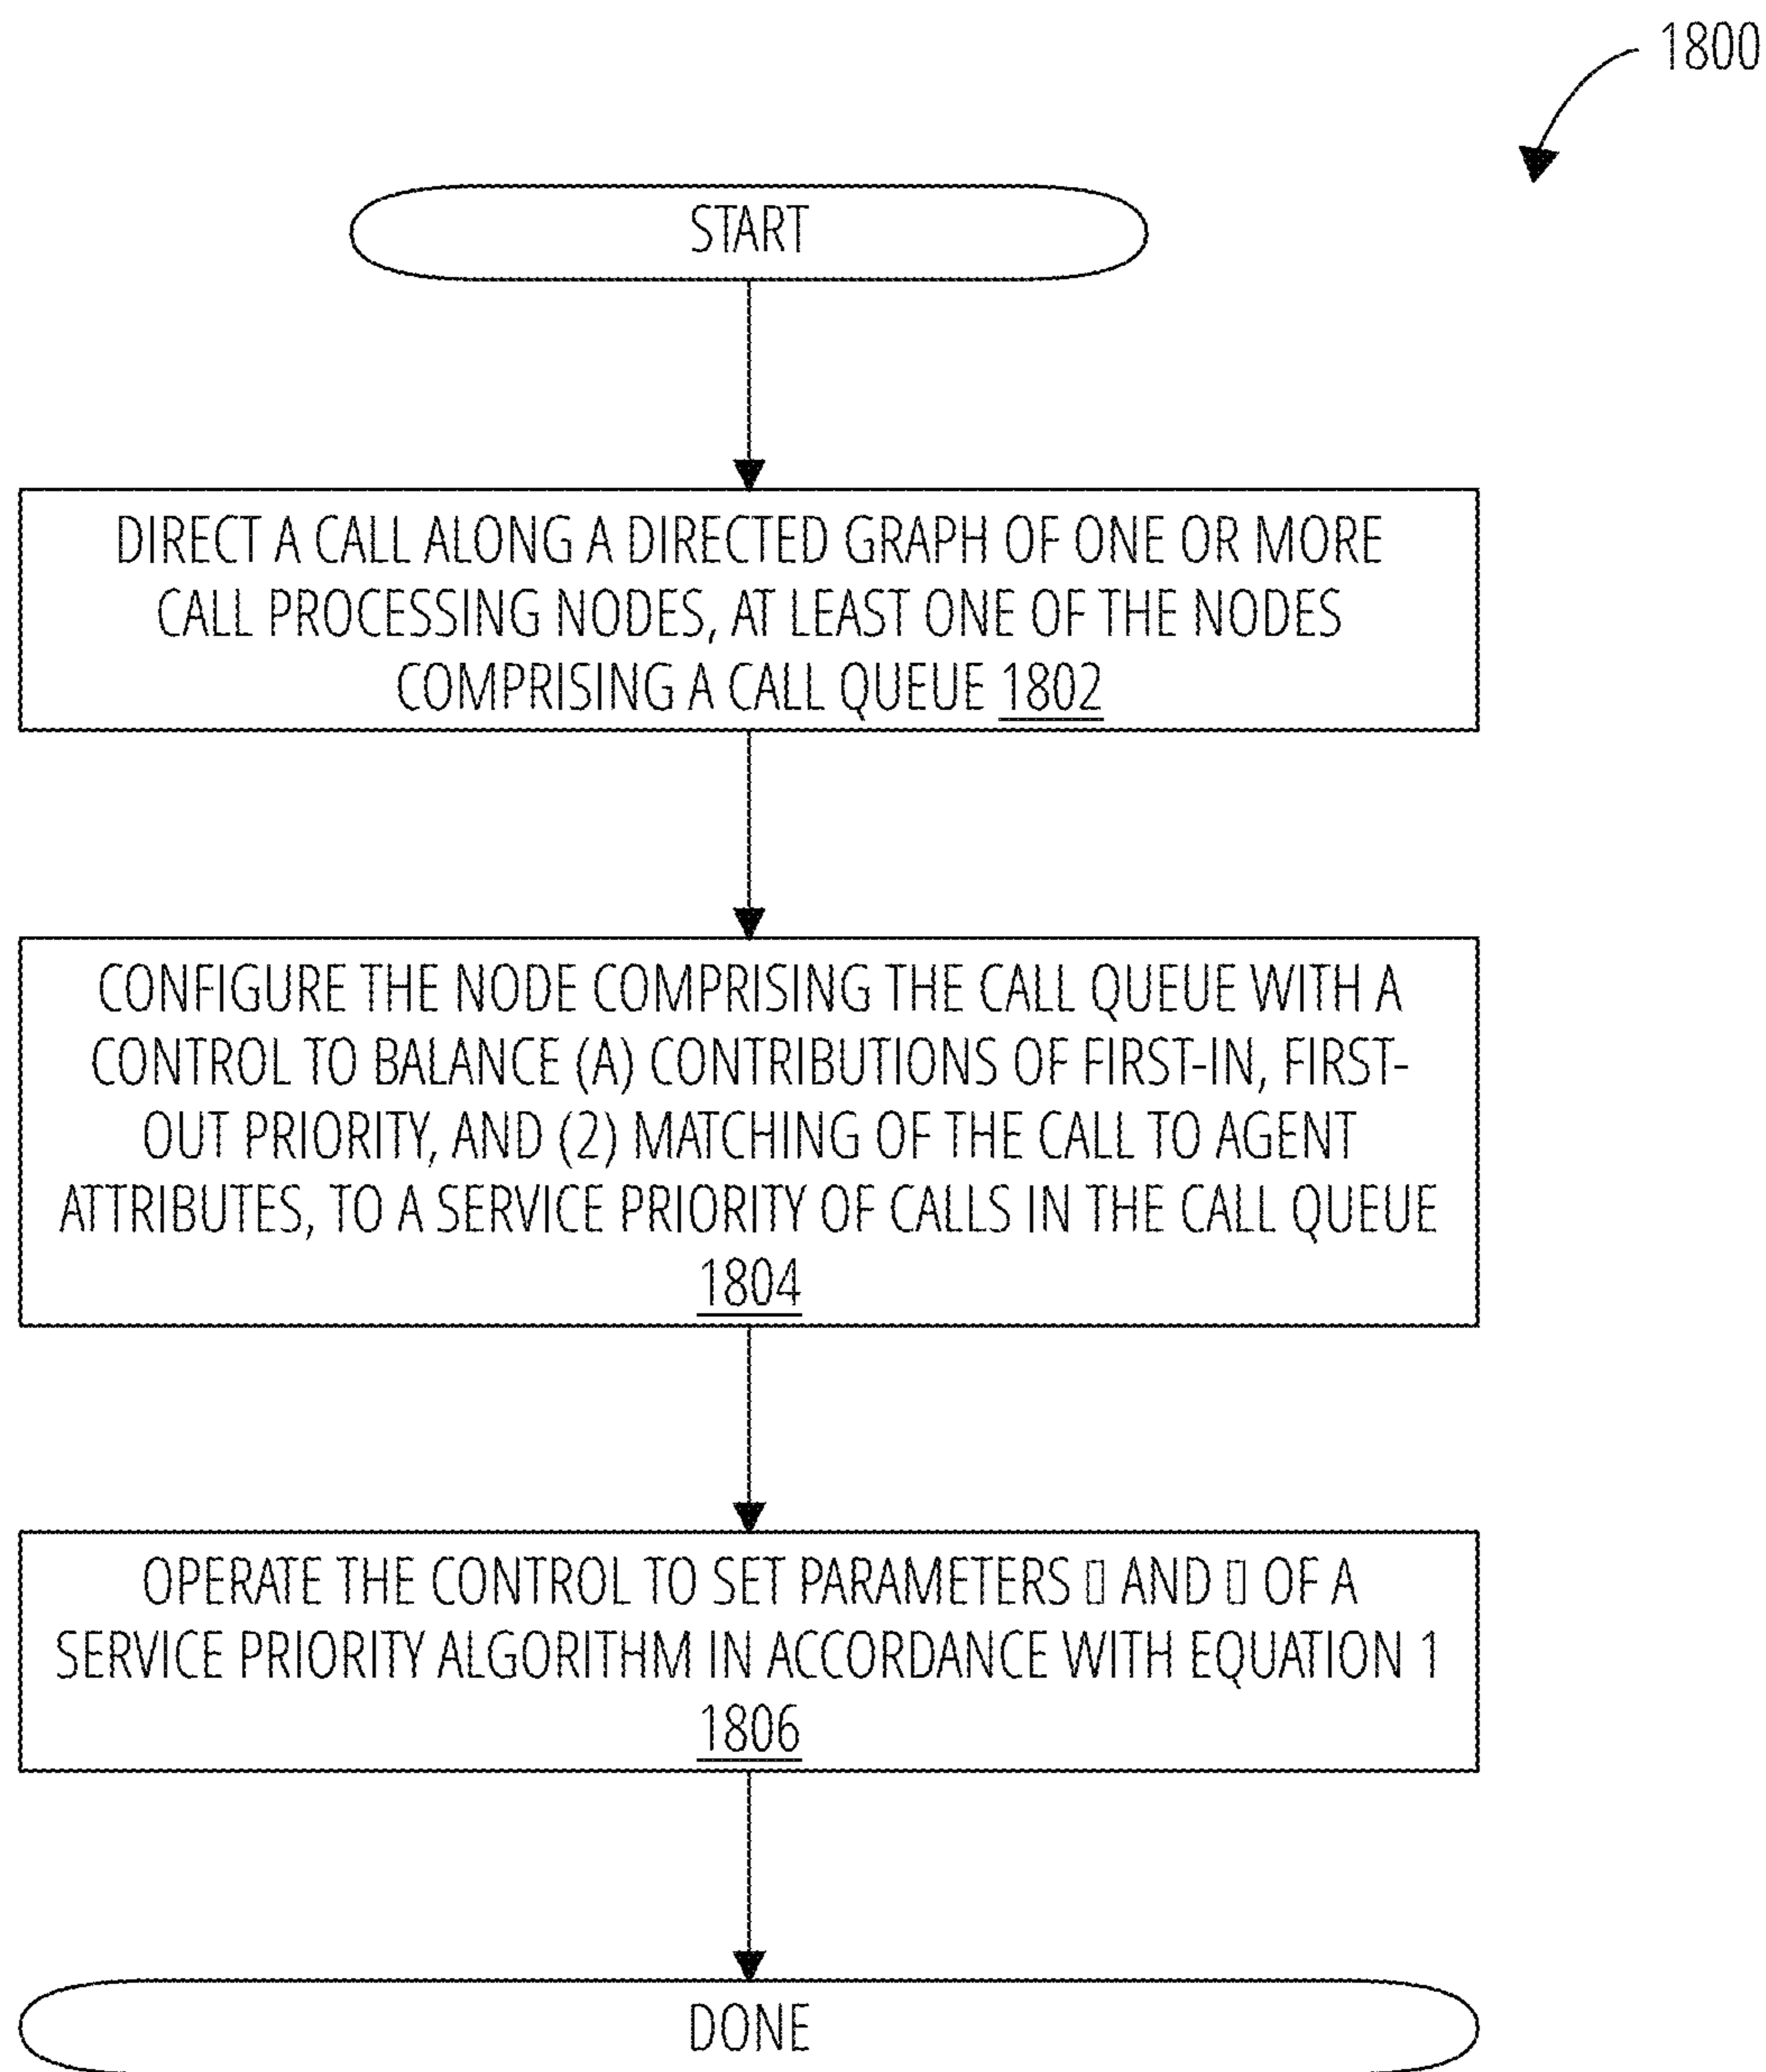 1800
START
DIRECT A CALL ALONG A DIRECTED GRAPH OF ONE OR MORE
CALL PROCESSING NODES, AT LEAST ONE OF THE NODES
COMPRISING A CALL QUEUE 1802
CONFIGURE THE NODE COMPRISING THE CALL QUEUE WITH A
CONTROL TO BALANCE (A) CONTRIBUTIONS OF FIRST-IN, FIRST-
OUT PRIORITY, AND (2) MATCHING OF THE CALL TO AGENT
ATTRIBUTES, TO A SERVICE PRIORITY OF CALLS IN THE CALL QUEUE
1804
OPERATE THE CONTROL TO SET PARAMETERS ▯ AND ▯ OF A
SERVICE PRIORITY ALGORITHM IN ACCORDANCE WITH EQUATION 1
1806
DONE